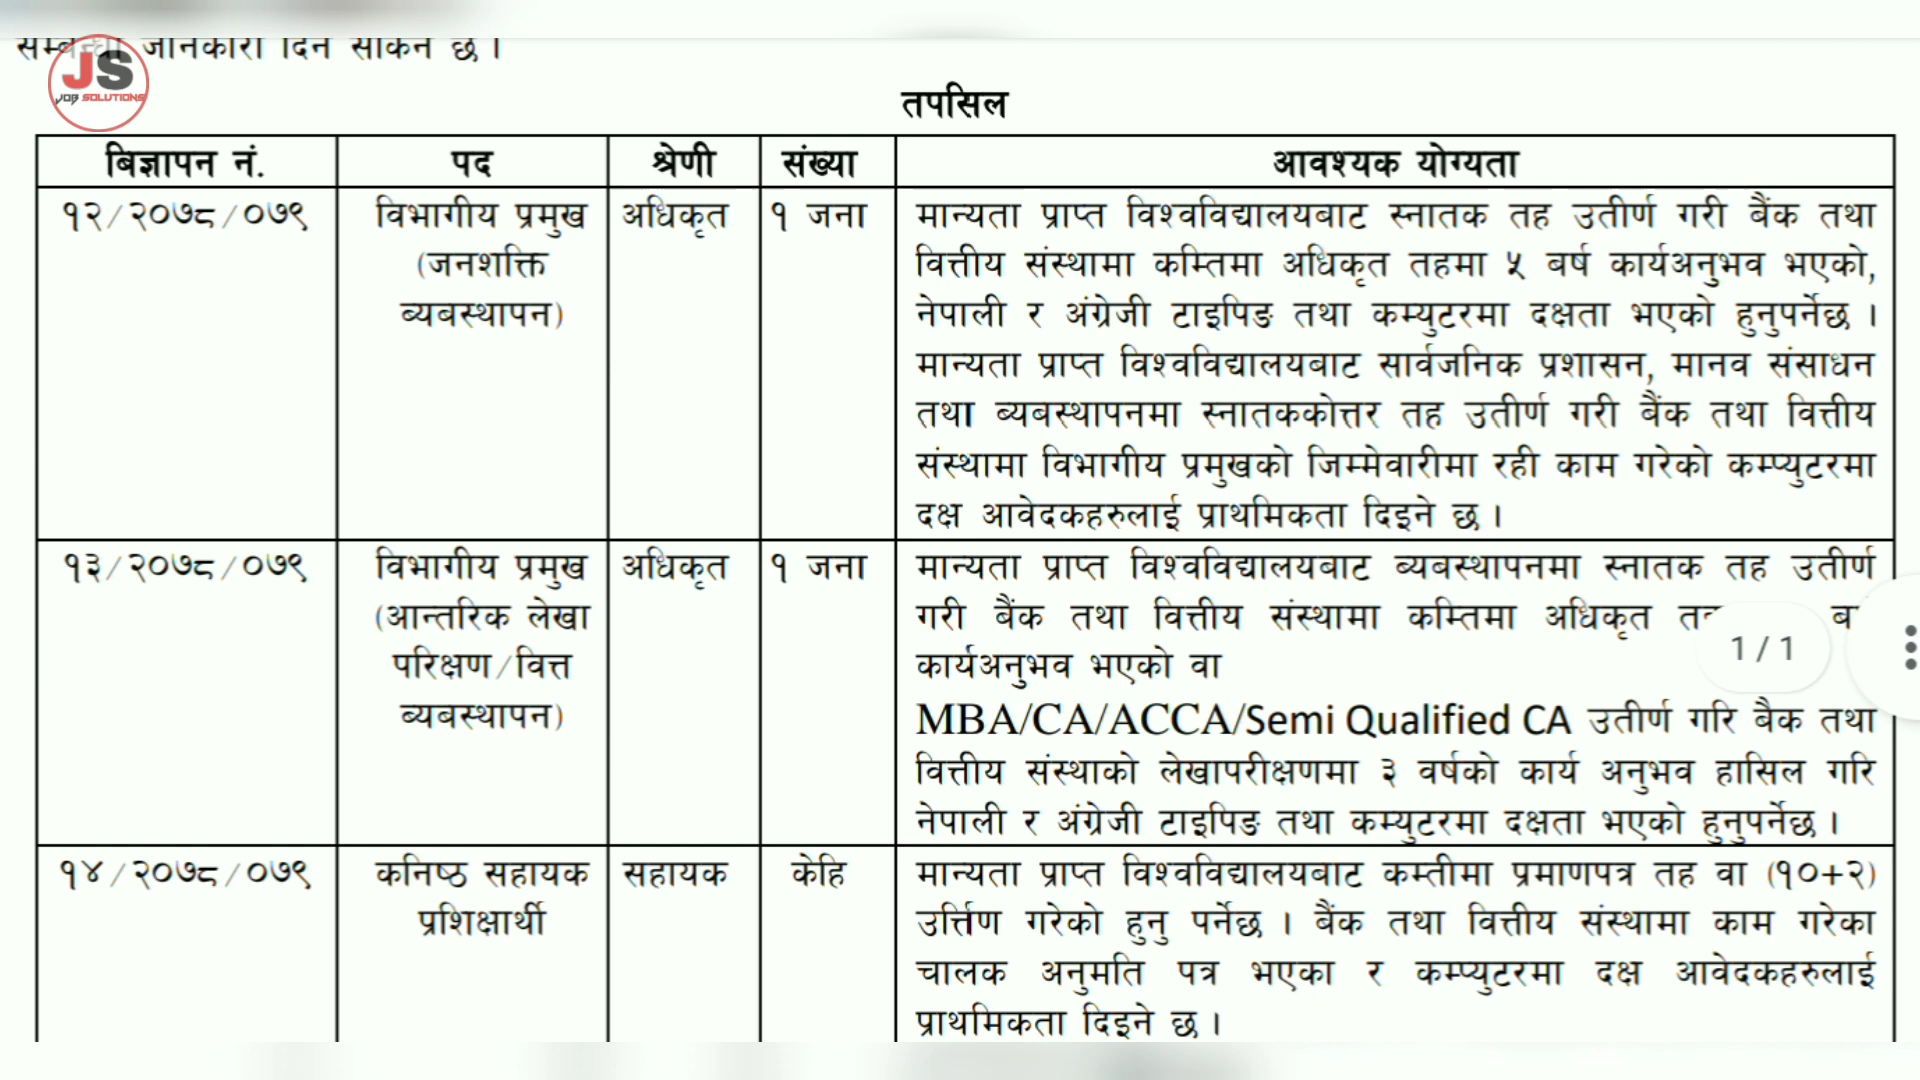 जानकारी दिन सकिने छ ।
JS
JOB SOLUTIONS
तपसिल
बिज्ञापन नं. पद श्रेणी संख्या आवश्यक योग्यता
१२/२०७८/०७९ विभागीय प्रमुख अधिकृत १ जना मान्यता प्राप्त विश्वविद्यालयबाट स्नातक तह उतीर्ण गरी बैंक तथा
(जनशक्ति वित्तीय संस्थामा कम्तिमा अधिकृत तहमा ५ बर्ष कार्यअनुभव भएको,
ब्यबस्थापन) नेपाली र अंग्रेजी टाइपिङ तथा कम्युटरमा दक्षता भएको हुनुपर्नेछ ।
मान्यता प्राप्त विश्वविद्यालयबाट सार्वजनिक प्रशासन, मानव संसाधन
तथा ब्यबस्थापनमा स्नातककोत्तर तह उतीर्ण गरी बैंक तथा वित्तीय
संस्थामा विभागीय प्रमुखको जिम्मेवारीमा रही काम गरेको कम्प्युटरमा
दक्ष आवेदकहरुलाई प्राथमिकता दिइने छ ।
१३/२०७८/०७९ विभागीय प्रमुख अधिकृत १ जना मान्यता प्राप्त विश्वविद्यालयबाट ब्यबस्थापनमा स्नातक तह उतीर्ण
(आन्तरिक लेखा गरी बैंक तथा वित्तीय संस्थामा कम्तिमा अधिकृत
परिक्षण/वित्त कार्यअनुभव भएको वा
1 / 1
ब्यबस्थापन) MBA/CA/ACCA/Semi Qualified CA उतीर्ण गरि बैक तथा
वित्तीय संस्थाको लेखापरीक्षणमा ३ वर्षको कार्य अनुभव हासिल गरि
नेपाली र अंग्रेजी टाइपिङ तथा कम्युटरमा दक्षता भएको हुनुपर्नेछ ।
१४/२०७८/०७९ कनिष्ठ सहायक सहायक केहि मान्यता प्राप्त विश्वविद्यालयबाट कम्तीमा प्रमाणपत्र तह वा (१०+२)
प्रशिक्षार्थी उर्त्तिण गरेको हुनु पर्नेछ । बैंक तथा वित्तीय संस्थामा काम गरेका
चालक अनुमति पत्र भएका र कम्प्युटरमा दक्ष आवेदकहरुलाई
प्राथमिकता दिइने छ ।